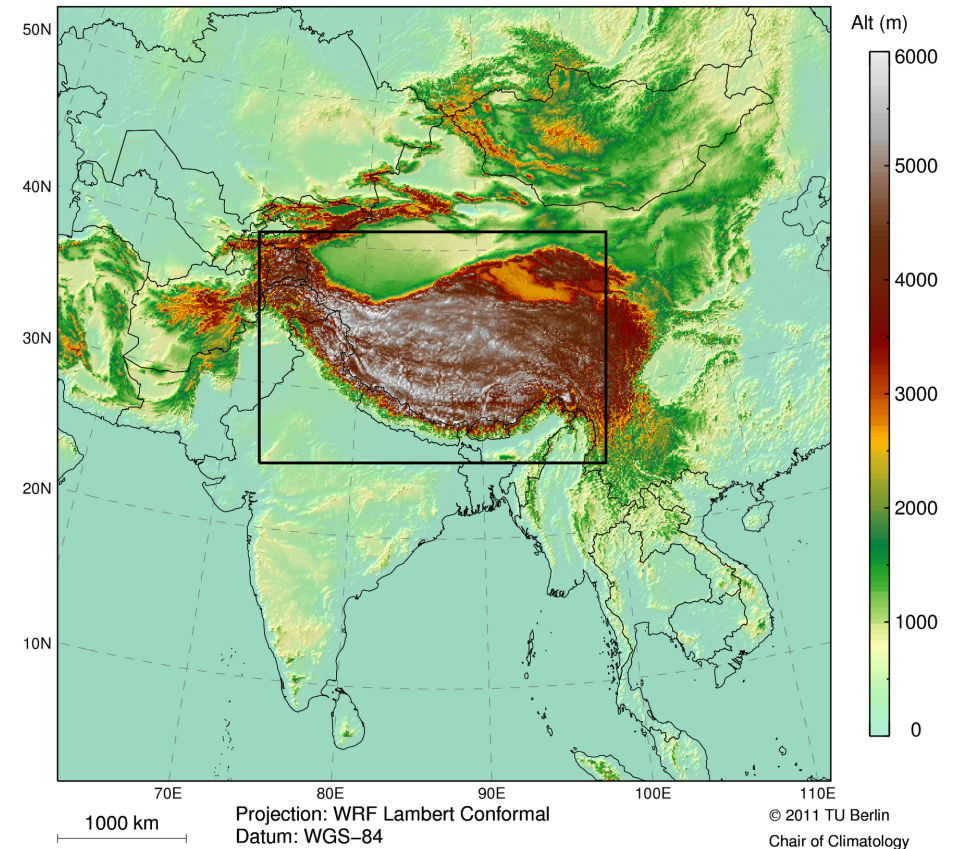 Alt (m)
50N
40N
30N
20N
10N
6000
5000
4000
3000
2000
1000
0
70E
80E
90E
100E
110E
1000 km
Projection: WRF Lambert Conformal
Datum: WGS−84
© 2011 TU Berlin
Chair of Climatology